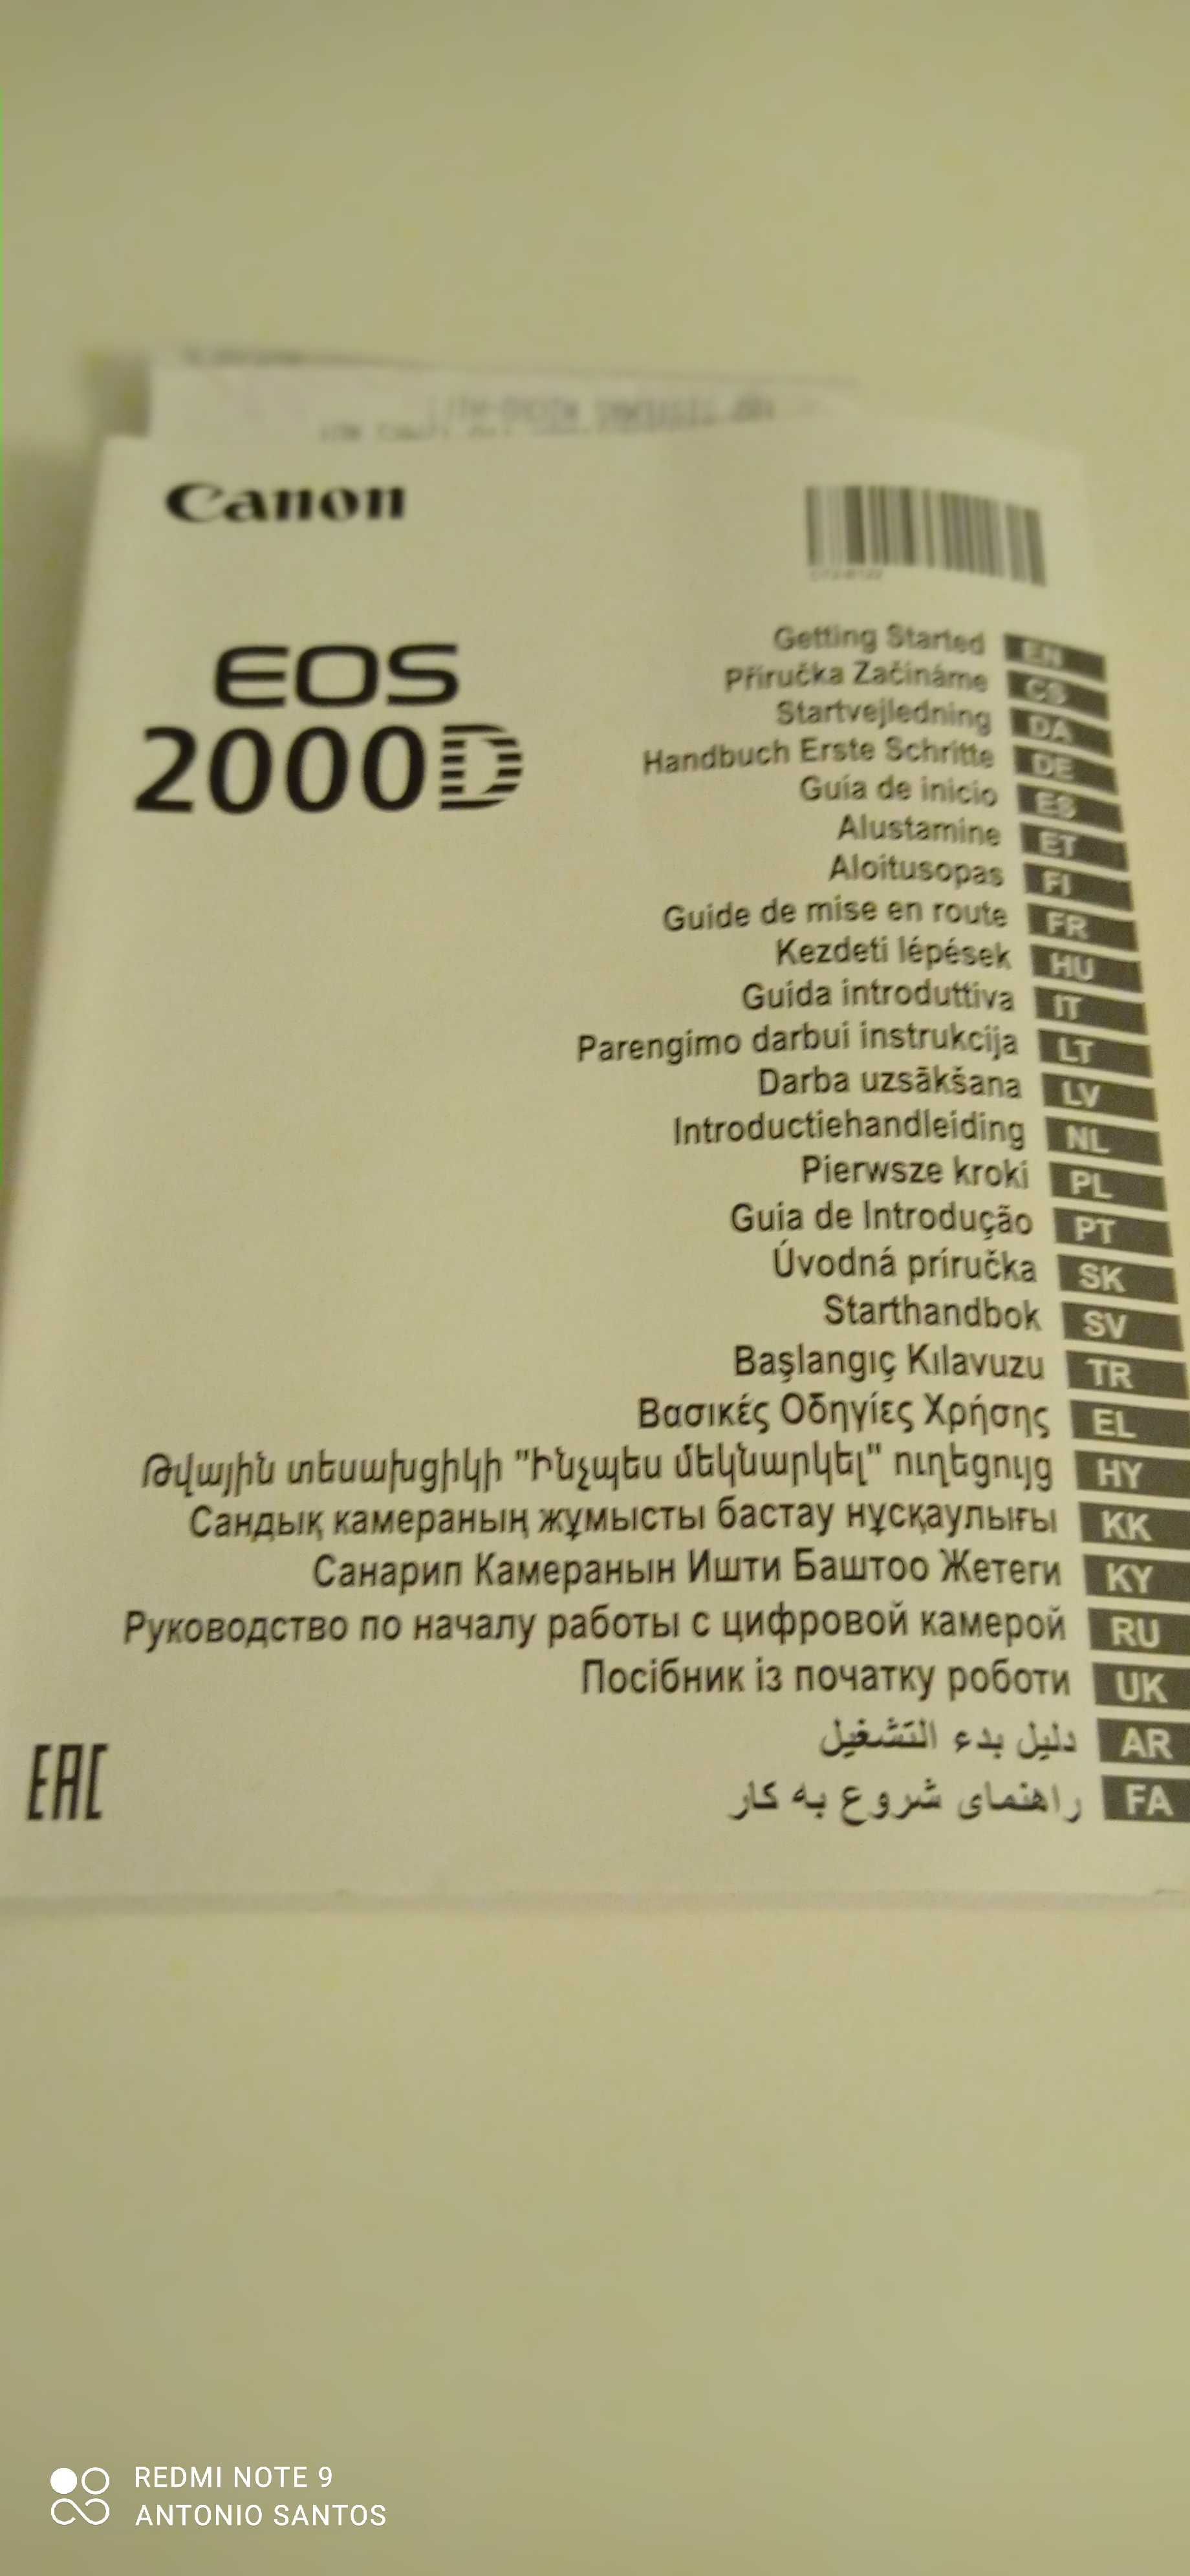 Canon
EOS
2000D
Getting Started EN
Příručka Začínáme CS
Startvejledning DA
Handbuch Erste Schritte DE
Guía de inicio ES
Alustamine ET
Aloitusopas FI
Guide de mise en route FR
Kezdeti lépések HU
Guida introduttiva IT
Parengimo darbui instrukcija LT
Darba uzsākšana LV
Introductiehandleiding NL
Pierwsze kroki PL
Guia de Introdução PT
Úvodná príručka SK
Starthandbok SV
Başlangıç Kılavuzu TR
Βασικές Οδηγίες Χρήσης EL
Թվային տեսախցիկի "Ինչպես մեկնարկել" ուղեցույց HY
Сандық камераның жұмысты бастау нұсқаулығы KK
Санарип Камеранын Ишти Баштоо Жетеги KY
Руководство по началу работы с цифровой камерой RU
Посібник із початку роботи UK
دليل بدء التشغيل AR
راهنمای شروع به کار FA
EAC
REDMI NOTE 9
ANTONIO SANTOS